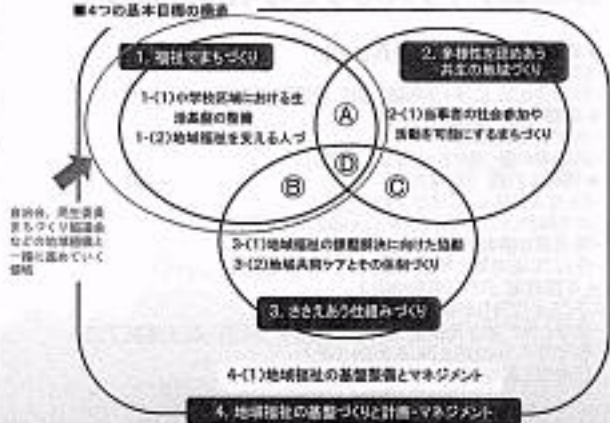 ■4つの基本目標の構造
1. 福祉でまちづくり
2. 多様性を認めあう
共生の地域づくり
1-(1)小学校区域における生
活基盤の整備
1-(2)地域福祉を支える人づ
Ⓐ
2-(1)当事者の社会参加や
活動を可能にするまちづくり
Ⓓ
Ⓑ
Ⓒ
自治会、民生委員
まちづくり協議会
などの地域組織と
一緒に進めていく
領域
3-(1)地域福祉の課題解決に向けた協働
3-(2)地域共同ケアとその体制づくり
3. ささえあう仕組みづくり
4-(1)地域福祉の基盤整備とマネジメント
4. 地域福祉の基盤づくりと計画・マネジメント